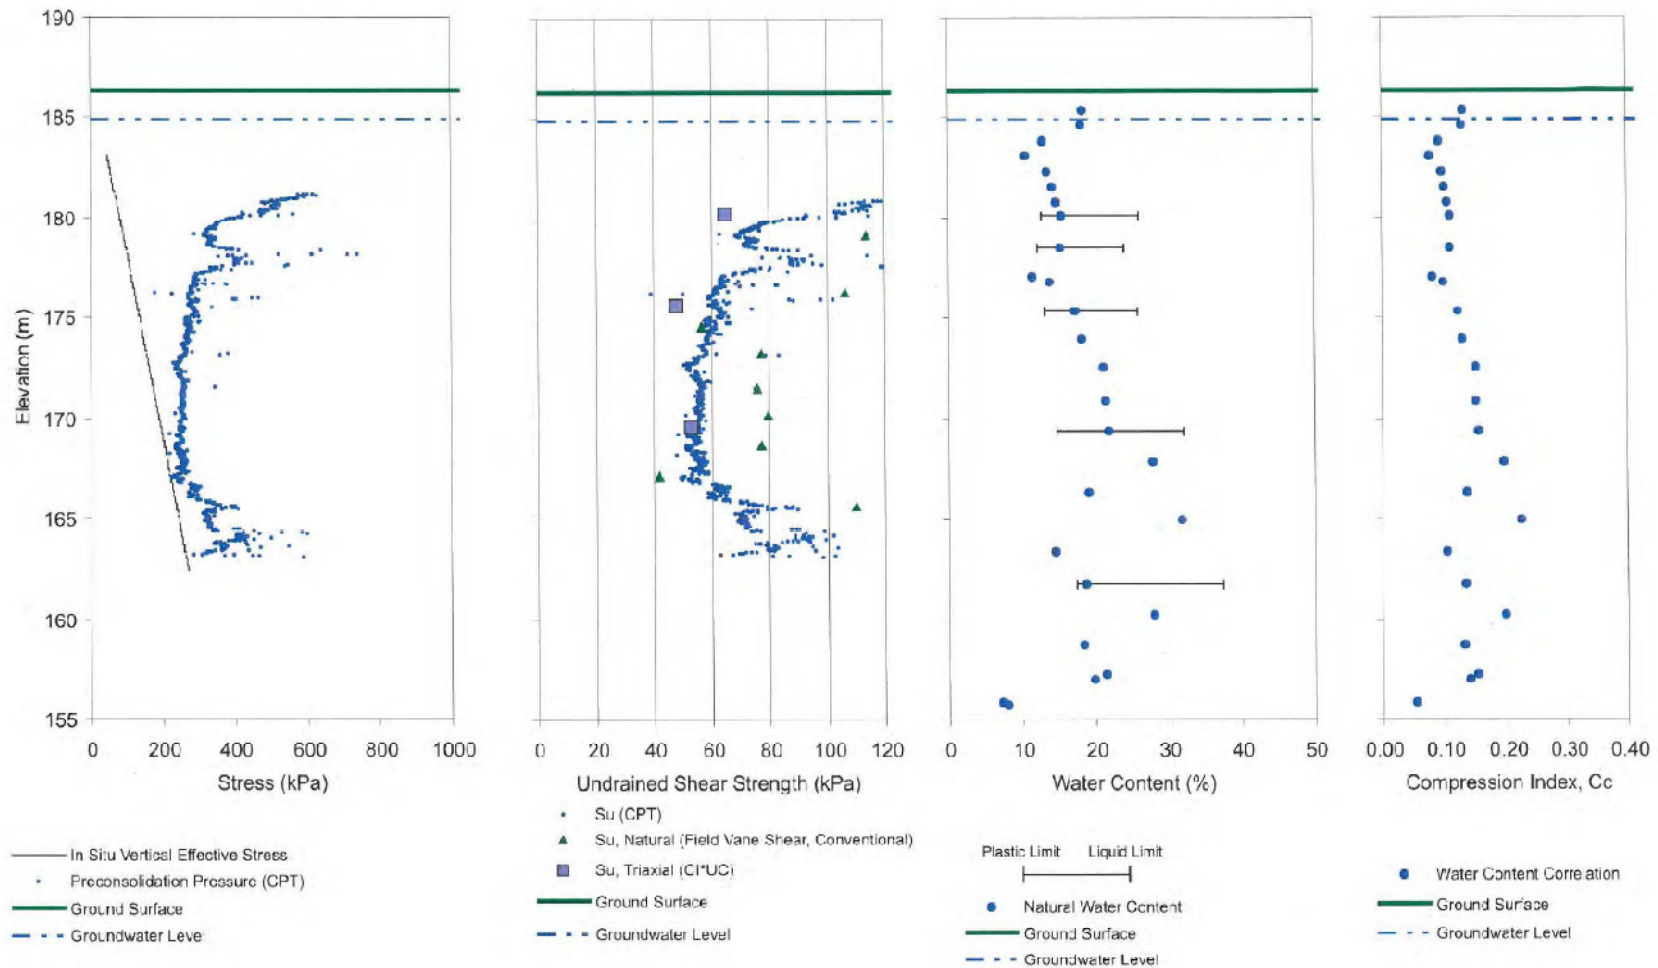 190
185
180
175
170
165
160
155
Elevation (m)
0 200 400 600 800 1000
Stress (kPa)
0 20 40 60 80 100 120
Undrained Shear Strength (kPa)
0 10 20 30 40 50
Water Content (%)
0.00 0.10 0.20 0.30 0.40
Compression Index, Cc
In Situ Vertical Effective Stress
Preconsolidation Pressure (CPT)
Ground Surface
Groundwater Level
Su (CPT)
Su, Natural (Field Vane Shear, Conventional)
Su, Triaxial (CI*UC)
Ground Surface
Groundwater Level
Plastic Limit Liquid Limit
Natural Water Content
Ground Surface
Groundwater Level
Water Content Correlation
Ground Surface
Groundwater Level